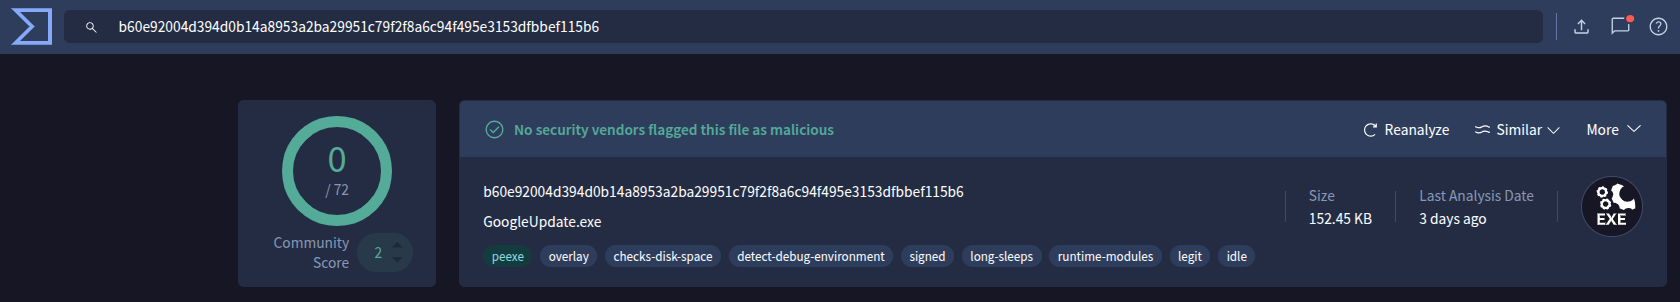 b60e92004d394d0b14a8953a2ba29951c79f2f8a6c94f495e3153dfbbef115b6
0
/ 72
Community
Score
2
No security vendors flagged this file as malicious
Reanalyze
Similar
More
b60e92004d394d0b14a8953a2ba29951c79f2f8a6c94f495e3153dfbbef115b6
GoogleUpdate.exe
peexe overlay checks-disk-space detect-debug-environment signed long-sleeps runtime-modules legit idle
Size
152.45 KB
Last Analysis Date
3 days ago
EXE